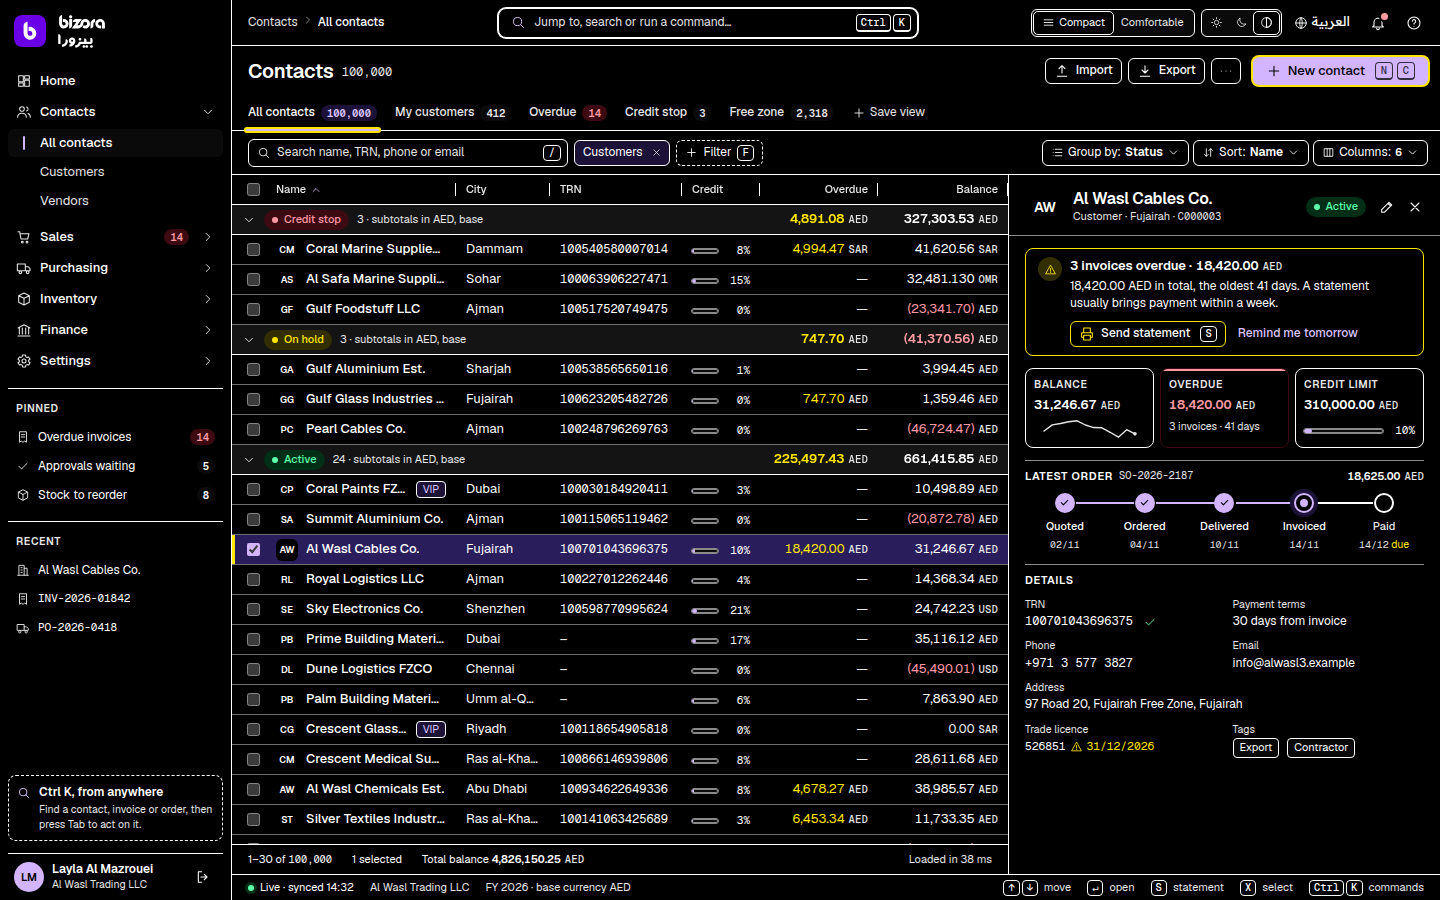 bizora
بيزورا
Home
Contacts
All contacts
Customers
Vendors
Sales 14
Purchasing
Inventory
Finance
Settings
PINNED
Overdue invoices 14
Approvals waiting 5
Stock to reorder 8
RECENT
Al Wasl Cables Co.
INV-2026-01842
PO-2026-0418
Ctrl K, from anywhere
Find a contact, invoice or order, then
press Tab to act on it.
LM Layla Al Mazrouei
Al Wasl Trading LLC
Contacts > All contacts
Jump to, search or run a command... Ctrl K
Compact Comfortable
العربية
Contacts 100,000
Import Export ... + New contact N C
All contacts 100,000 My customers 412 Overdue 14 Credit stop 3 Free zone 2,318 + Save view
Search name, TRN, phone or email / Customers × + Filter F
Group by: Status Sort: Name Columns: 6
Name City TRN Credit Overdue Balance
Credit stop 3 · subtotals in AED, base 4,891.08 AED 327,303.53 AED
CM Coral Marine Supplie... Dammam 100540580007014 8% 4,994.47 SAR 41,620.56 SAR
AS Al Safa Marine Suppli... Sohar 100063906227471 15% — 32,481.130 OMR
GF Gulf Foodstuff LLC Ajman 100517520749475 0% — (23,341.70) AED
On hold 3 · subtotals in AED, base 747.70 AED (41,370.56) AED
GA Gulf Aluminium Est. Sharjah 100538565650116 1% — 3,994.45 AED
GG Gulf Glass Industries ... Fujairah 100623205482726 0% 747.70 AED 1,359.46 AED
PC Pearl Cables Co. Ajman 100248796269763 0% — (46,724.47) AED
Active 24 · subtotals in AED, base 225,497.43 AED 661,415.85 AED
CP Coral Paints FZ... VIP Dubai 100030184920411 3% — 10,498.89 AED
SA Summit Aluminium Co. Ajman 100115065119462 0% — (20,872.78) AED
AW Al Wasl Cables Co. Fujairah 100701043696375 10% 18,420.00 AED 31,246.67 AED
RL Royal Logistics LLC Ajman 100227012262446 4% — 14,368.34 AED
SE Sky Electronics Co. Shenzhen 100598770995624 21% — 24,742.23 USD
PB Prime Building Materi... Dubai – 17% — 35,116.12 AED
DL Dune Logistics FZCO Chennai – 0% — (45,490.01) USD
PB Palm Building Materi... Umm al-Q... – 6% — 7,863.90 AED
CG Crescent Glass... VIP Riyadh 100118654905818 0% — 0.00 SAR
CM Crescent Medical Su... Ras al-Kha... 100866146939806 8% — 28,611.68 AED
AW Al Wasl Chemicals Est. Abu Dhabi 100934622649336 8% 4,678.27 AED 38,985.57 AED
ST Silver Textiles Industr... Ras al-Kha... 100141063425689 3% 6,453.34 AED 11,733.35 AED
1–30 of 100,000 1 selected Total balance 4,826,150.25 AED Loaded in 38 ms
AW Al Wasl Cables Co.
Customer · Fujairah · C000003
Active
3 invoices overdue · 18,420.00 AED
18,420.00 AED in total, the oldest 41 days. A statement
usually brings payment within a week.
Send statement S Remind me tomorrow
BALANCE OVERDUE CREDIT LIMIT
31,246.67 AED 18,420.00 AED 310,000.00 AED
3 invoices · 41 days 10%
LATEST ORDER SO-2026-2187 18,625.00 AED
Quoted Ordered Delivered Invoiced Paid
02/11 04/11 10/11 14/11 14/12 due
DETAILS
TRN Payment terms
100701043696375 30 days from invoice
Phone Email
+971 3 577 3827 info@alwasl3.example
Address
97 Road 20, Fujairah Free Zone, Fujairah
Trade licence Tags
526851 31/12/2026 Export Contractor
Live · synced 14:32 Al Wasl Trading LLC FY 2026 · base currency AED
↑ ↓ move ↵ open S statement X select Ctrl K commands